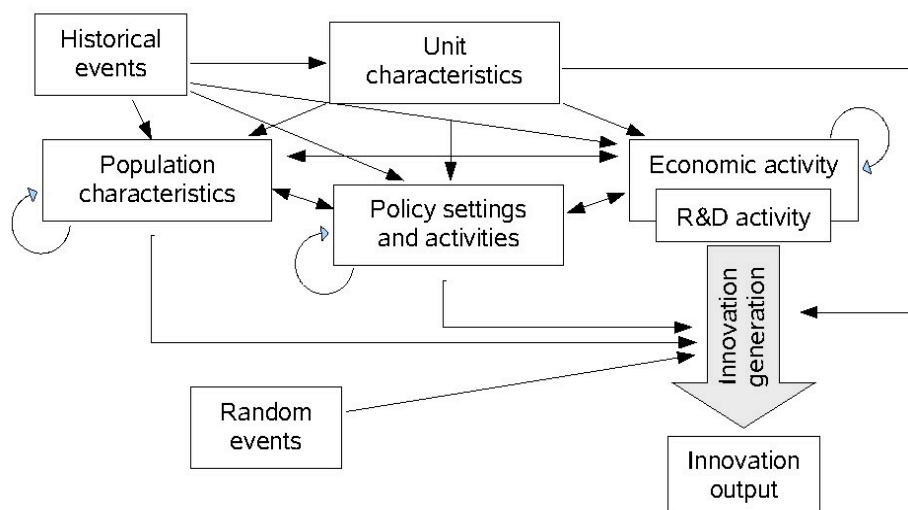 Historical
events
Unit
characteristics
Population
characteristics
Policy settings
and activities
Economic activity
R&D activity
Innovation
generation
Random
events
Innovation
output